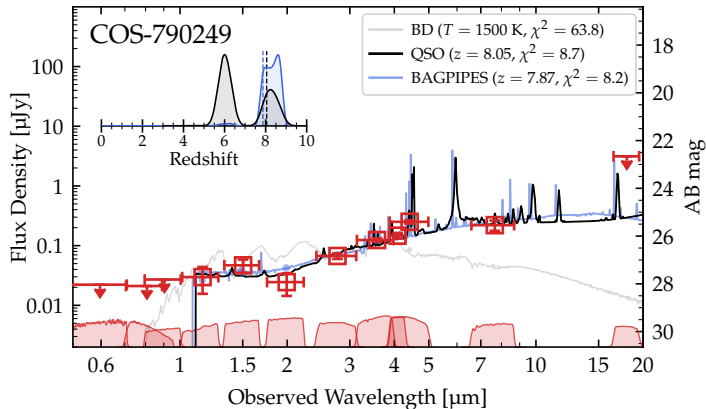 COS-790249
BD (T = 1500 K, χ² = 63.8)
QSO (z = 8.05, χ² = 8.7)
BAGPIPES (z = 7.87, χ² = 8.2)
0 2 4 6 8 10
Redshift
Flux Density [μJy]
100
10
1
0.1
0.01
AB mag
18
20
22
24
26
28
30
0.6 1 1.5 2 3 4 5 7 10 15 20
Observed Wavelength [μm]